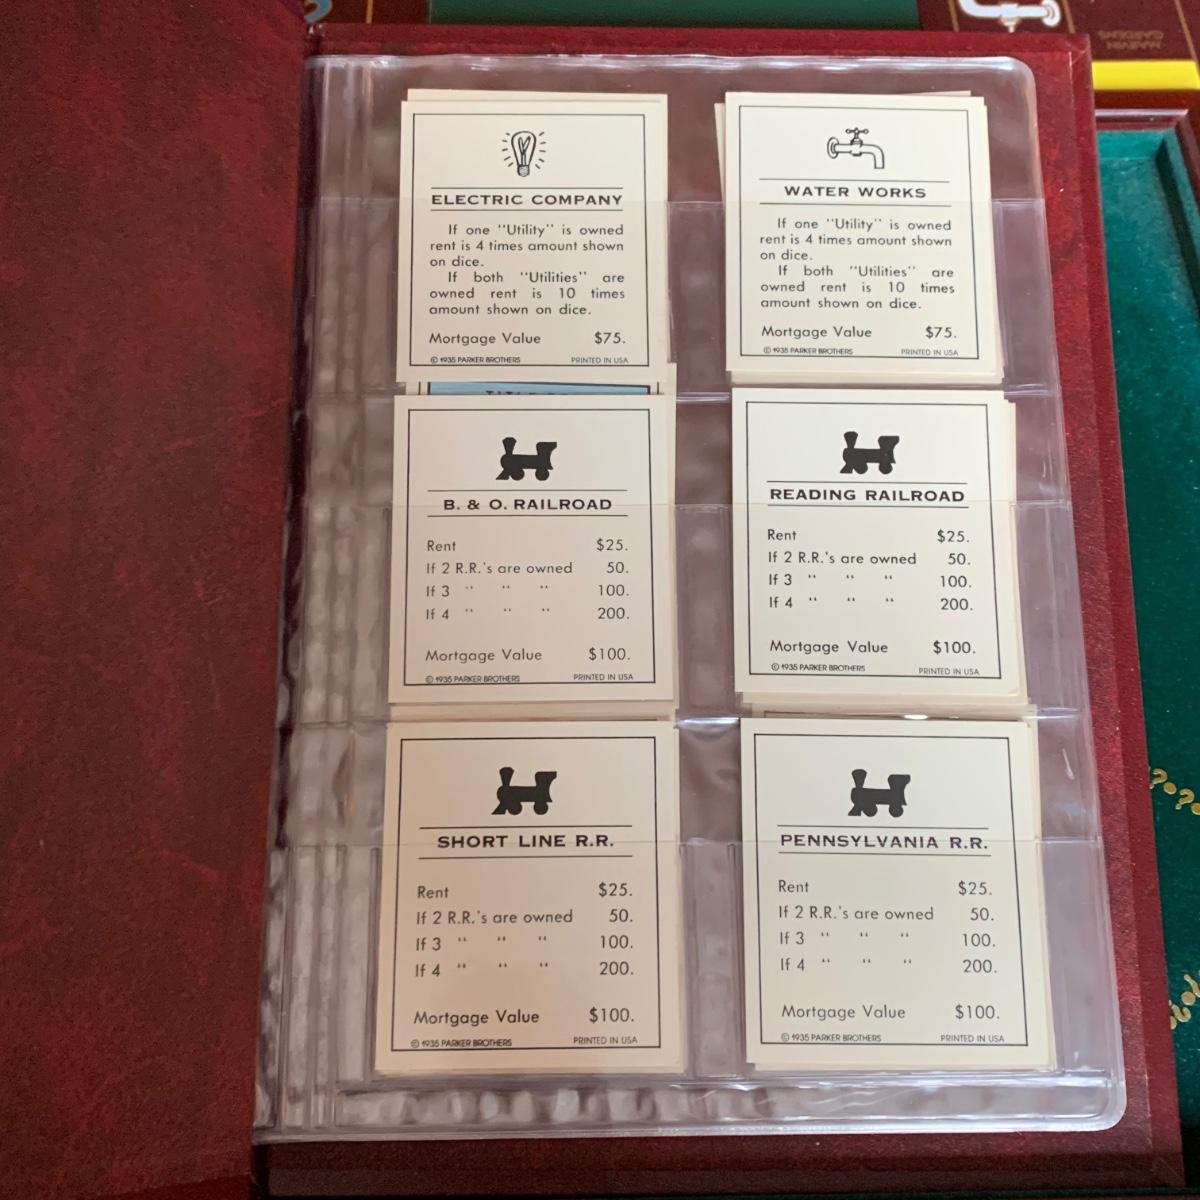 MARVIN
GARDENS
ELECTRIC COMPANY
If one "Utility" is owned
rent is 4 times amount shown
on dice.
If both "Utilities" are
owned rent is 10 times
amount shown on dice.
Mortgage Value $75.
© 1935 PARKER BROTHERS PRINTED IN USA
WATER WORKS
If one "Utility" is owned
rent is 4 times amount shown
on dice.
If both "Utilities" are
owned rent is 10 times
amount shown on dice.
Mortgage Value $75.
© 1935 PARKER BROTHERS PRINTED IN USA
B. & O. RAILROAD
Rent $25.
If 2 R.R.'s are owned 50.
If 3 " " " 100.
If 4 " " " 200.
Mortgage Value $100.
© 1935 PARKER BROTHERS PRINTED IN USA
READING RAILROAD
Rent $25.
If 2 R.R.'s are owned 50.
If 3 " " " 100.
If 4 " " " 200.
Mortgage Value $100.
© 1935 PARKER BROTHERS PRINTED IN USA
SHORT LINE R.R.
Rent $25.
If 2 R.R.'s are owned 50.
If 3 " " " 100.
If 4 " " " 200.
Mortgage Value $100.
© 1935 PARKER BROTHERS PRINTED IN USA
PENNSYLVANIA R.R.
Rent $25.
If 2 R.R.'s are owned 50.
If 3 " " " 100.
If 4 " " " 200.
Mortgage Value $100.
© 1935 PARKER BROTHERS PRINTED IN USA